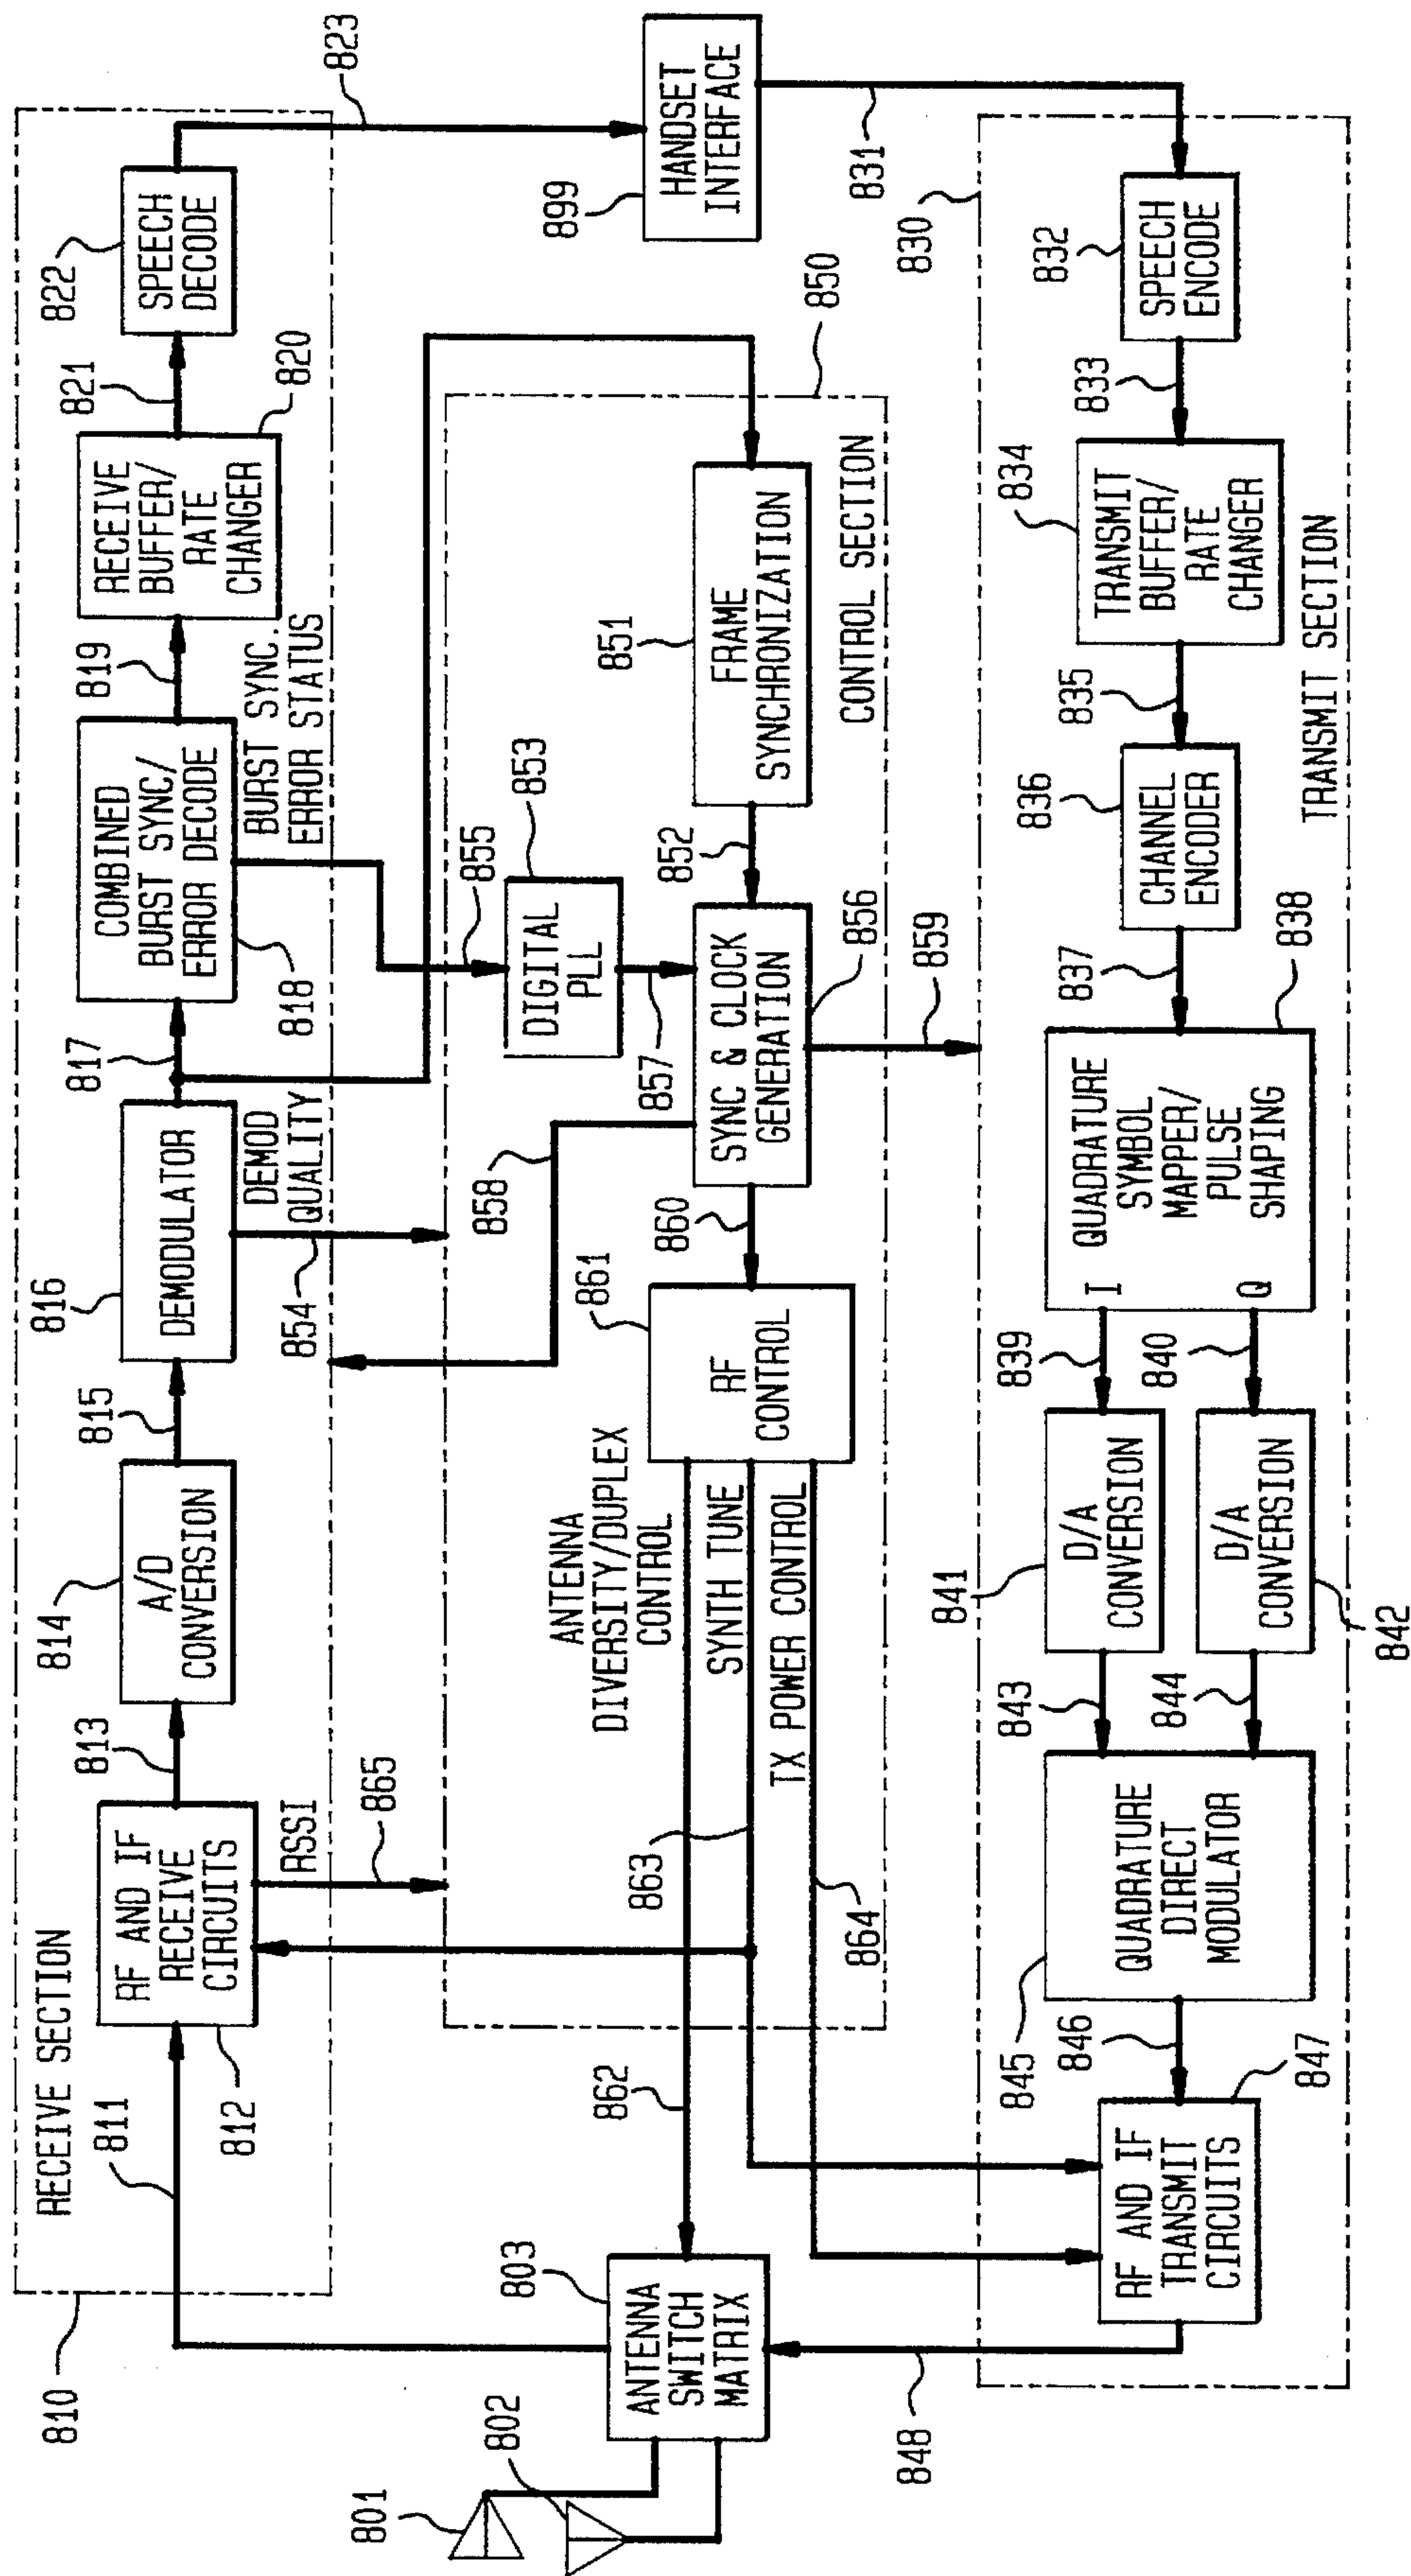 810
RECEIVE SECTION
811
RF AND IF
RECEIVE
CIRCUITS
812
813
814
A/D
CONVERSION
815
816
DEMODULATOR
817
COMBINED
BURST SYNC/
ERROR DECODE
818
819
RECEIVE
BUFFER/
RATE
CHANGER
820
821
822
SPEECH
DECODE
823
RSSI
865
DEMOD
QUALITY
854
BURST SYNC.
ERROR STATUS
855
801
802
803
ANTENNA
SWITCH
MATRIX
862
863
864
ANTENNA
DIVERSITY/DUPLEX
CONTROL
SYNTH TUNE
TX POWER CONTROL
861
RF
CONTROL
860
858
853
DIGITAL
PLL
857
SYNC & CLOCK
GENERATION
856
859
852
851
FRAME
SYNCHRONIZATION
CONTROL SECTION
850
899
HANDSET
INTERFACE
831
830
848
RF AND IF
TRANSMIT
CIRCUITS
847
846
845
QUADRATURE
DIRECT
MODULATOR
843
844
841
D/A
CONVERSION
D/A
CONVERSION
842
839
840
I
Q
QUADRATURE
SYMBOL
MAPPER/
PULSE
SHAPING
838
837
836
CHANNEL
ENCODER
835
834
TRANSMIT
BUFFER/
RATE
CHANGER
833
832
SPEECH
ENCODE
TRANSMIT SECTION